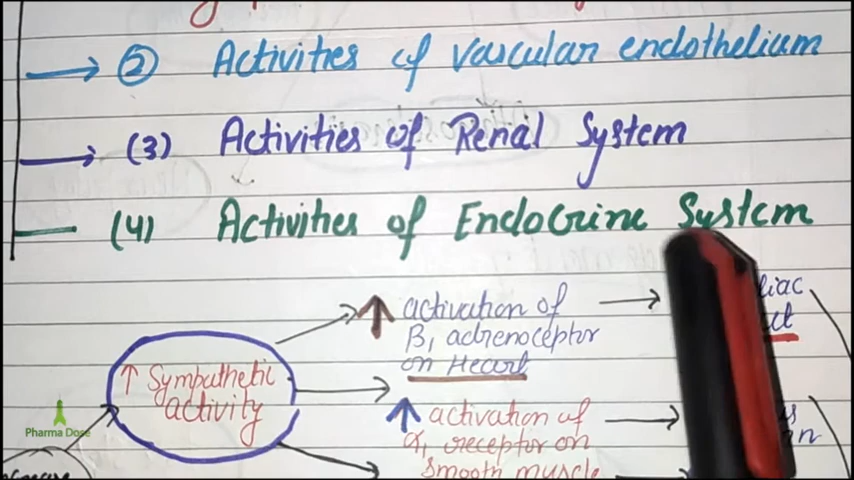 ② Activities of vascular endothelium
(3) Activities of Renal System
(4) Activities of Endocrine System
↑ activation of
β1 adrenoceptor
on Heart
↑ Sympathetic
activity
↑ activation of
α1 receptor on
smooth muscle
Pharma Dose